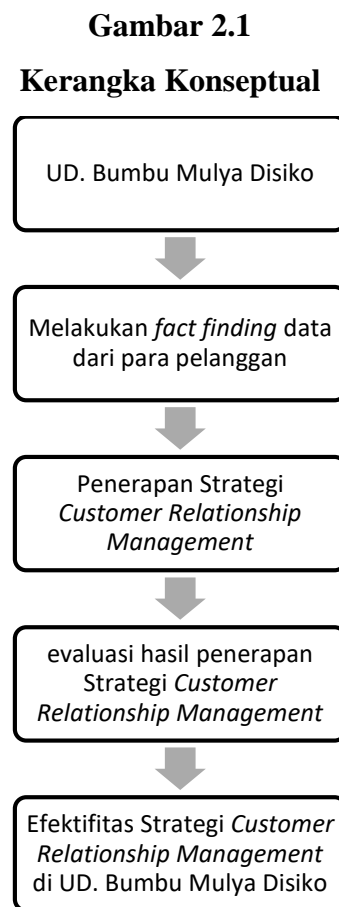 Gambar 2.1
Kerangka Konseptual
UD. Bumbu Mulya Disiko
Melakukan fact finding data
dari para pelanggan
Penerapan Strategi
Customer Relationship
Management
evaluasi hasil penerapan
Strategi Customer
Relationship Management
Efektifitas Strategi Customer
Relationship Management
di UD. Bumbu Mulya Disiko